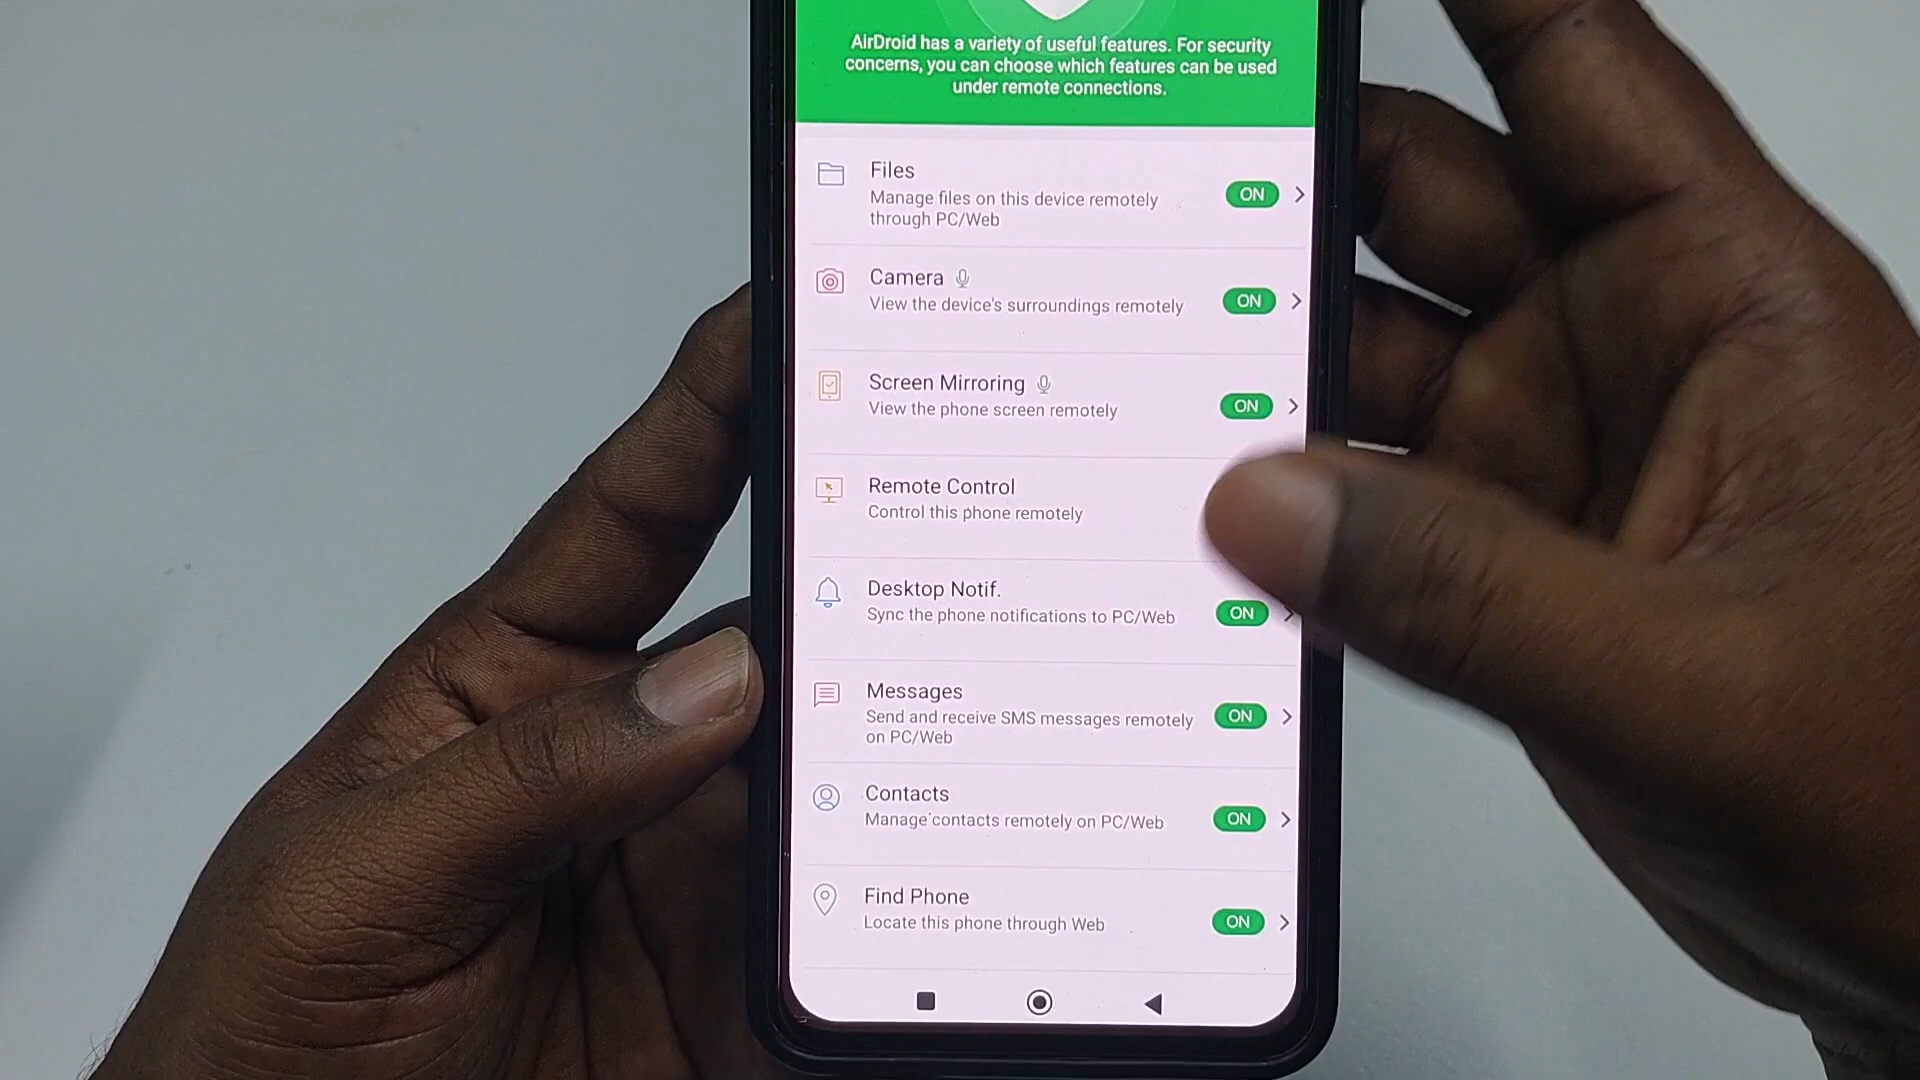 AirDroid has a variety of useful features. For security
concerns, you can choose which features can be used
under remote connections.
Files
Manage files on this device remotely
through PC/Web
ON
Camera
View the device's surroundings remotely
ON
Screen Mirroring
View the phone screen remotely
ON
Remote Control
Control this phone remotely
Desktop Notif.
Sync the phone notifications to PC/Web
ON
Messages
Send and receive SMS messages remotely
on PC/Web
ON
Contacts
Manage contacts remotely on PC/Web
ON
Find Phone
Locate this phone through Web
ON